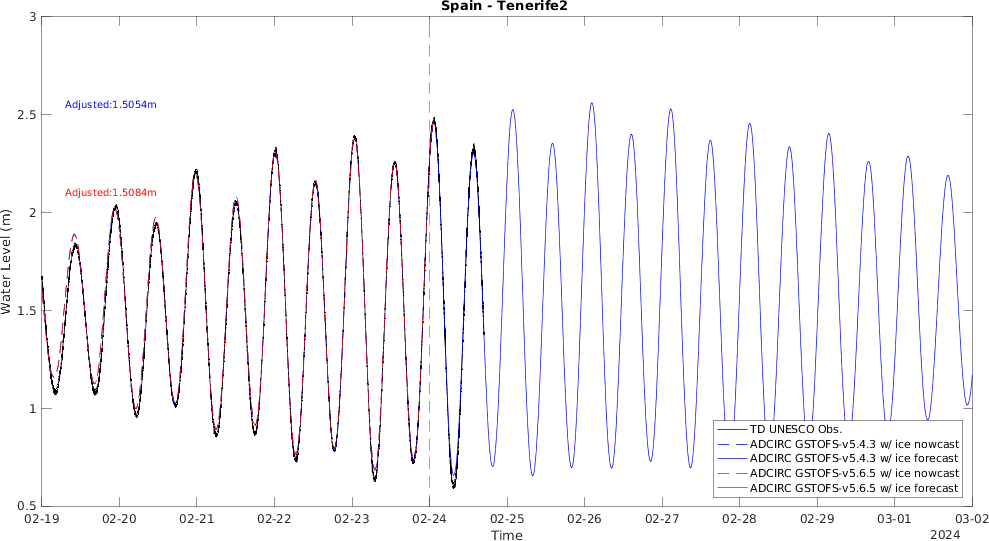 Spain - Tenerife2
3
2.5
2
1.5
1
0.5
Water Level (m)
Adjusted:1.5054m
Adjusted:1.5084m
TD UNESCO Obs.
ADCIRC GSTOFS-v5.4.3 w/ ice nowcast
ADCIRC GSTOFS-v5.4.3 w/ ice forecast
ADCIRC GSTOFS-v5.6.5 w/ ice nowcast
ADCIRC GSTOFS-v5.6.5 w/ ice forecast
02-19 02-20 02-21 02-22 02-23 02-24 02-25 02-26 02-27 02-28 02-29 03-01 03-02
Time
2024